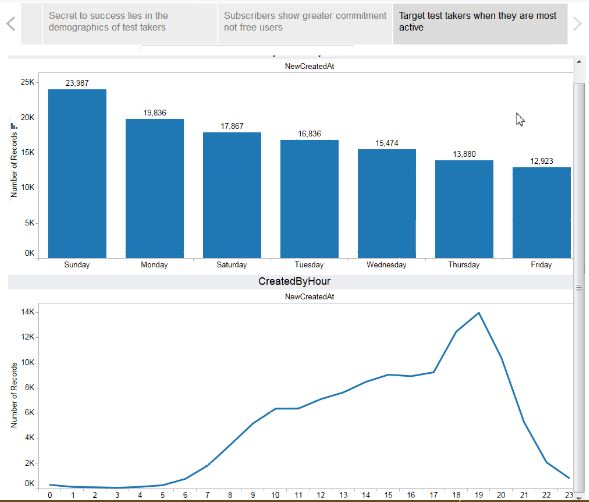 Secret to success lies in the
demographics of test takers
Subscribers show greater commitment
not free users
Target test takers when they are most
active
NewCreatedAt
Number of Records
25K
20K
15K
10K
5K
0K
23,987
19,836
17,867
16,836
15,474
13,880
12,923
Sunday Monday Saturday Tuesday Wednesday Thursday Friday
CreatedByHour
NewCreatedAt
Number of Records
14K
12K
10K
8K
6K
4K
2K
0K
0 1 2 3 4 5 6 7 8 9 10 11 12 13 14 15 16 17 18 19 20 21 22 23